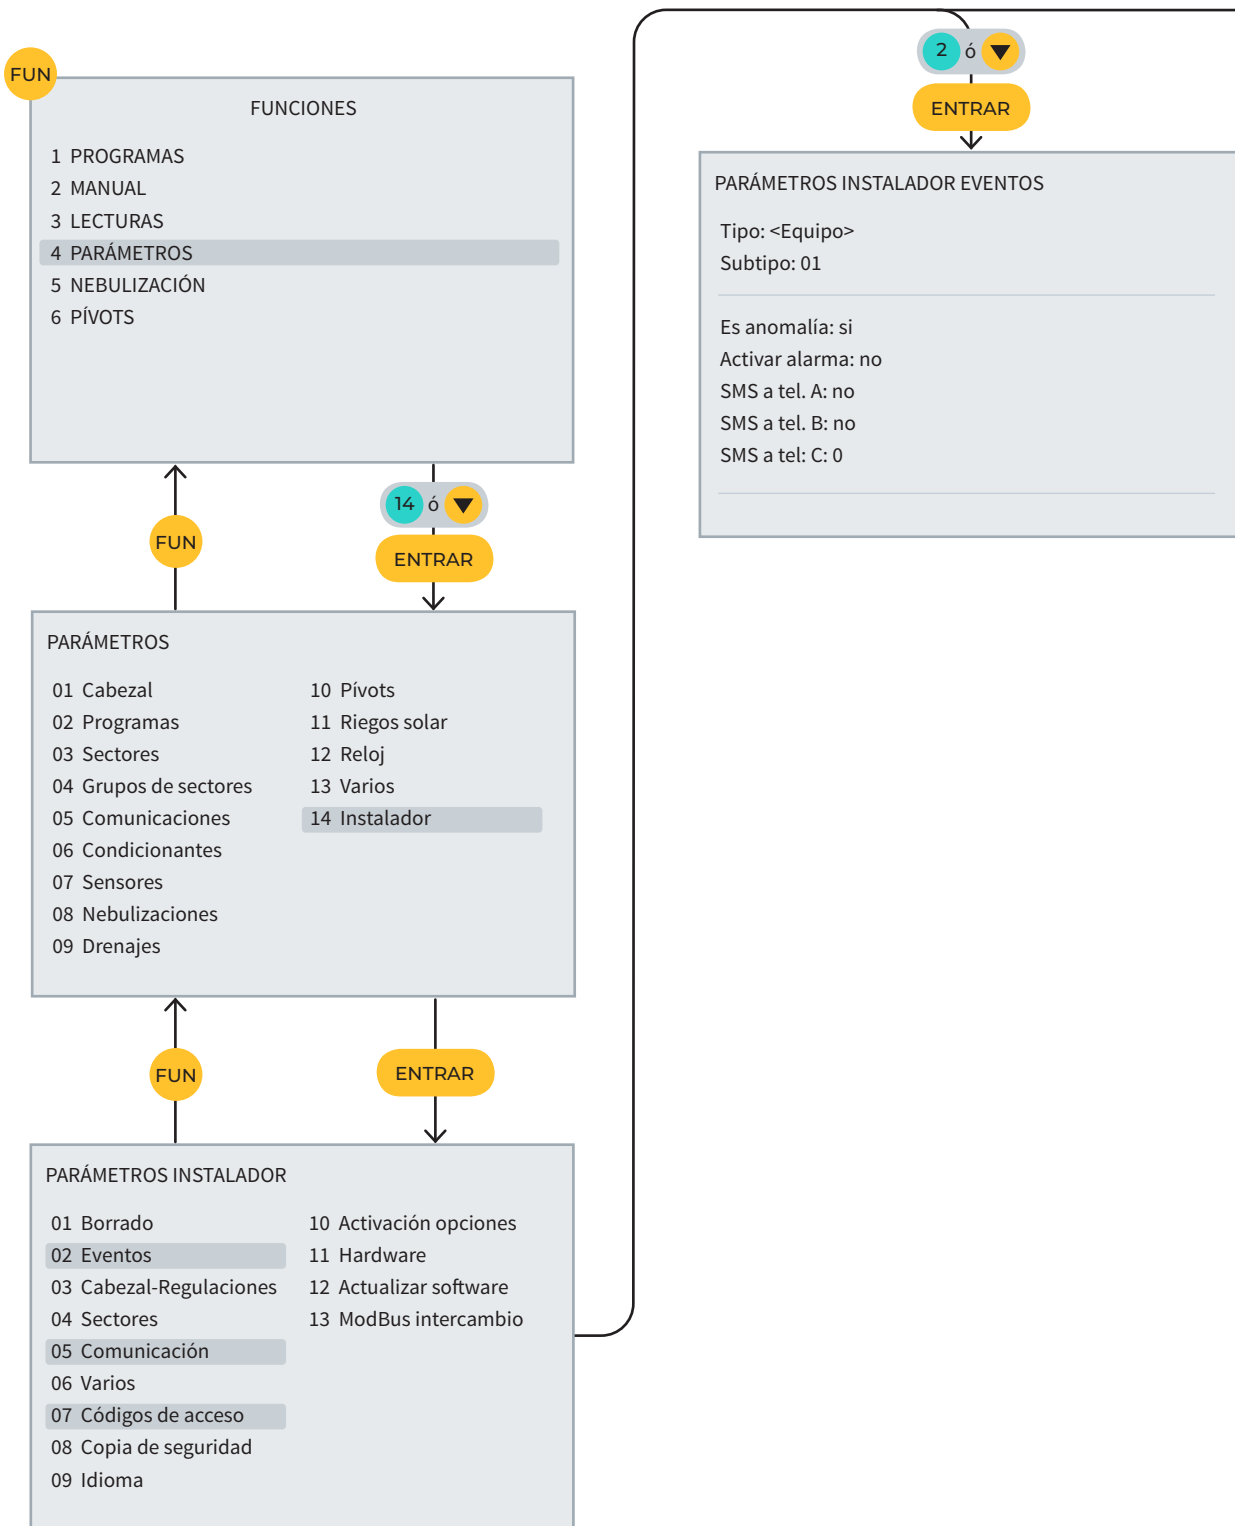 FUN
FUNCIONES
1 PROGRAMAS
2 MANUAL
3 LECTURAS
4 PARÁMETROS
5 NEBULIZACIÓN
6 PÍVOTS
FUN
14 ó
ENTRAR
PARÁMETROS
01 Cabezal
02 Programas
03 Sectores
04 Grupos de sectores
05 Comunicaciones
06 Condicionantes
07 Sensores
08 Nebulizaciones
09 Drenajes
10 Pívots
11 Riegos solar
12 Reloj
13 Varios
14 Instalador
FUN
ENTRAR
PARÁMETROS INSTALADOR
01 Borrado
02 Eventos
03 Cabezal-Regulaciones
04 Sectores
05 Comunicación
06 Varios
07 Códigos de acceso
08 Copia de seguridad
09 Idioma
10 Activación opciones
11 Hardware
12 Actualizar software
13 ModBus intercambio
2 ó
ENTRAR
PARÁMETROS INSTALADOR EVENTOS
Tipo: <Equipo>
Subtipo: 01
Es anomalía: si
Activar alarma: no
SMS a tel. A: no
SMS a tel. B: no
SMS a tel: C: 0